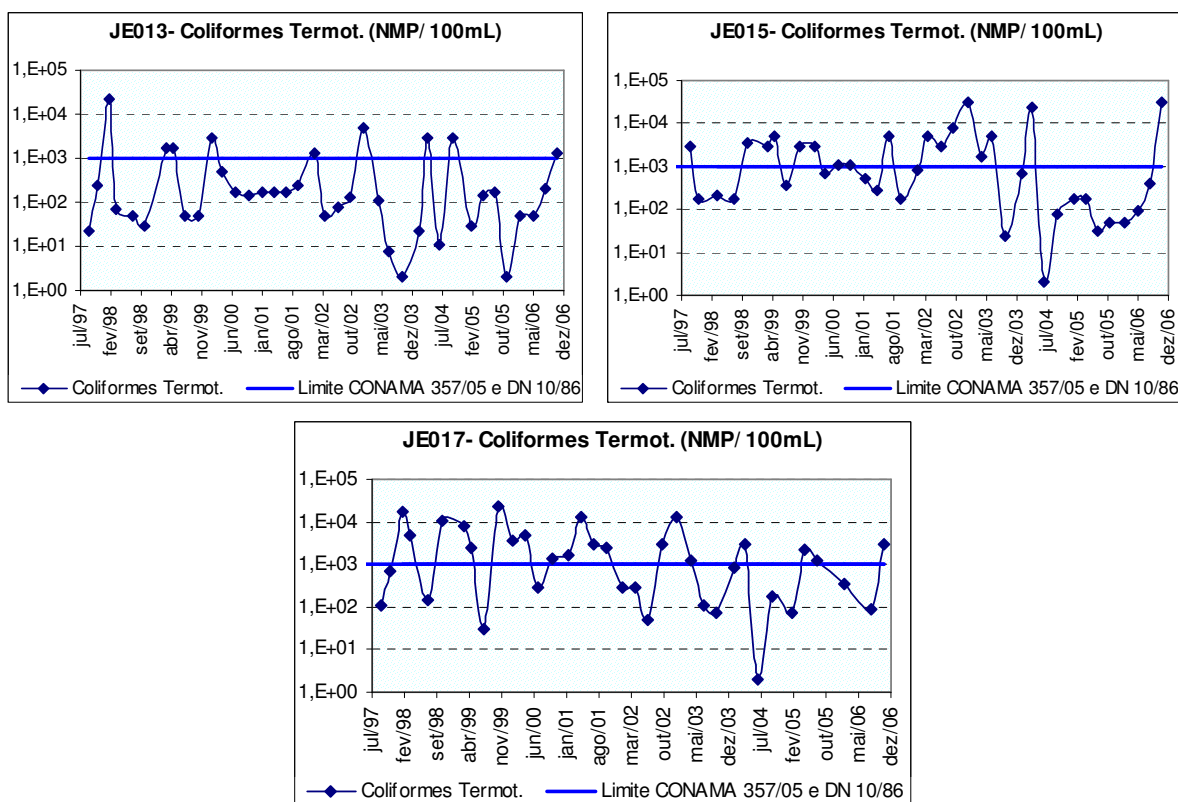 JE013- Coliformes Termot. (NMP/ 100mL)
1,E+05
1,E+04
1,E+03
1,E+02
1,E+01
1,E+00
jul/97
fev/98
set/98
abr/99
nov/99
jun/00
jan/01
ago/01
mar/02
out/02
mai/03
dez/03
jul/04
fev/05
out/05
mai/06
dez/06
Coliformes Termot.
Limite CONAMA 357/05 e DN 10/86
JE015- Coliformes Termot. (NMP/ 100mL)
1,E+05
1,E+04
1,E+03
1,E+02
1,E+01
1,E+00
jul/97
fev/98
set/98
abr/99
nov/99
jun/00
jan/01
ago/01
mar/02
out/02
mai/03
dez/03
jul/04
fev/05
out/05
mai/06
dez/06
Coliformes Termot.
Limite CONAMA 357/05 e DN 10/86
JE017- Coliformes Termot. (NMP/ 100mL)
1,E+05
1,E+04
1,E+03
1,E+02
1,E+01
1,E+00
jul/97
fev/98
set/98
abr/99
nov/99
jun/00
jan/01
ago/01
mar/02
out/02
mai/03
dez/03
jul/04
fev/05
out/05
mai/06
dez/06
Coliformes Termot.
Limite CONAMA 357/05 e DN 10/86